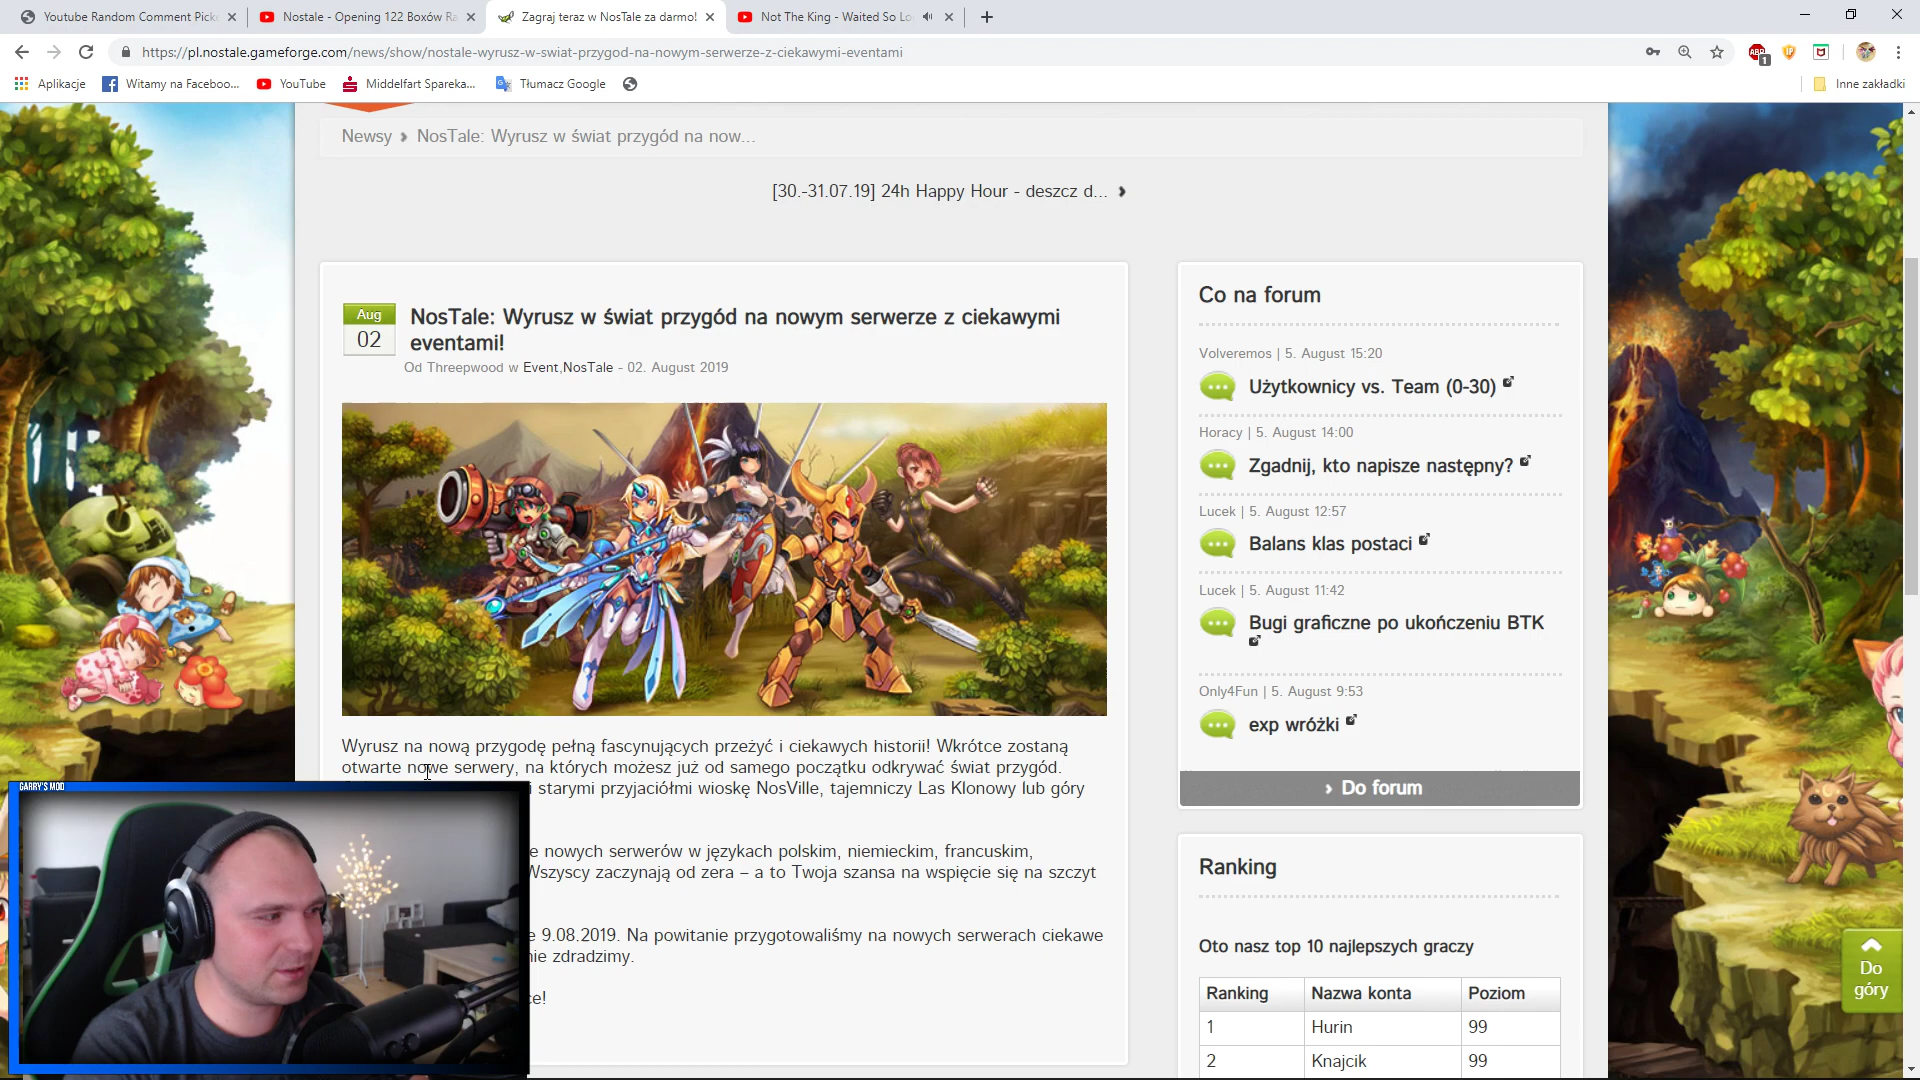 Youtube Random Comment Picke
Nostale - Opening 122 Boxów Ra
Zagraj teraz w NosTale za darmo!
Not The King - Waited So Lo
https://pl.nostale.gameforge.com/news/show/nostale-wyrusz-w-swiat-przygod-na-nowym-serwerze-z-ciekawymi-eventami
ABP
1
Aplikacje
Witamy na Faceboo...
YouTube
Middelfart Spareka...
Tłumacz Google
Inne zakładki
Newsy
NosTale: Wyrusz w świat przygód na now...
[30.-31.07.19] 24h Happy Hour - deszcz d...
Aug
02
NosTale: Wyrusz w świat przygód na nowym serwerze z ciekawymi
eventami!
Od Threepwood w Event,NosTale - 02. August 2019
Wyrusz na nową przygodę pełną fascynujących przeżyć i ciekawych historii! Wkrótce zostaną
otwarte nowe serwery, na których możesz już od samego początku odkrywać świat przygód.
i starymi przyjaciółmi wioskę NosVille, tajemniczy Las Klonowy lub góry
e nowych serwerów w językach polskim, niemieckim, francuskim,
Wszyscy zaczynają od zera – a to Twoja szansa na wspięcie się na szczyt
e 9.08.2019. Na powitanie przygotowaliśmy na nowych serwerach ciekawe
nie zdradzimy.
ce!
GARRY'S MOD
Co na forum
Volveremos | 5. August 15:20
Użytkownicy vs. Team (0-30)
Horacy | 5. August 14:00
Zgadnij, kto napisze następny?
Lucek | 5. August 12:57
Balans klas postaci
Lucek | 5. August 11:42
Bugi graficzne po ukończeniu BTK
Only4Fun | 5. August 9:53
exp wróżki
Do forum
Ranking
Oto nasz top 10 najlepszych graczy
Ranking Nazwa konta Poziom
1 Hurin 99
2 Knajcik 99
Do
góry